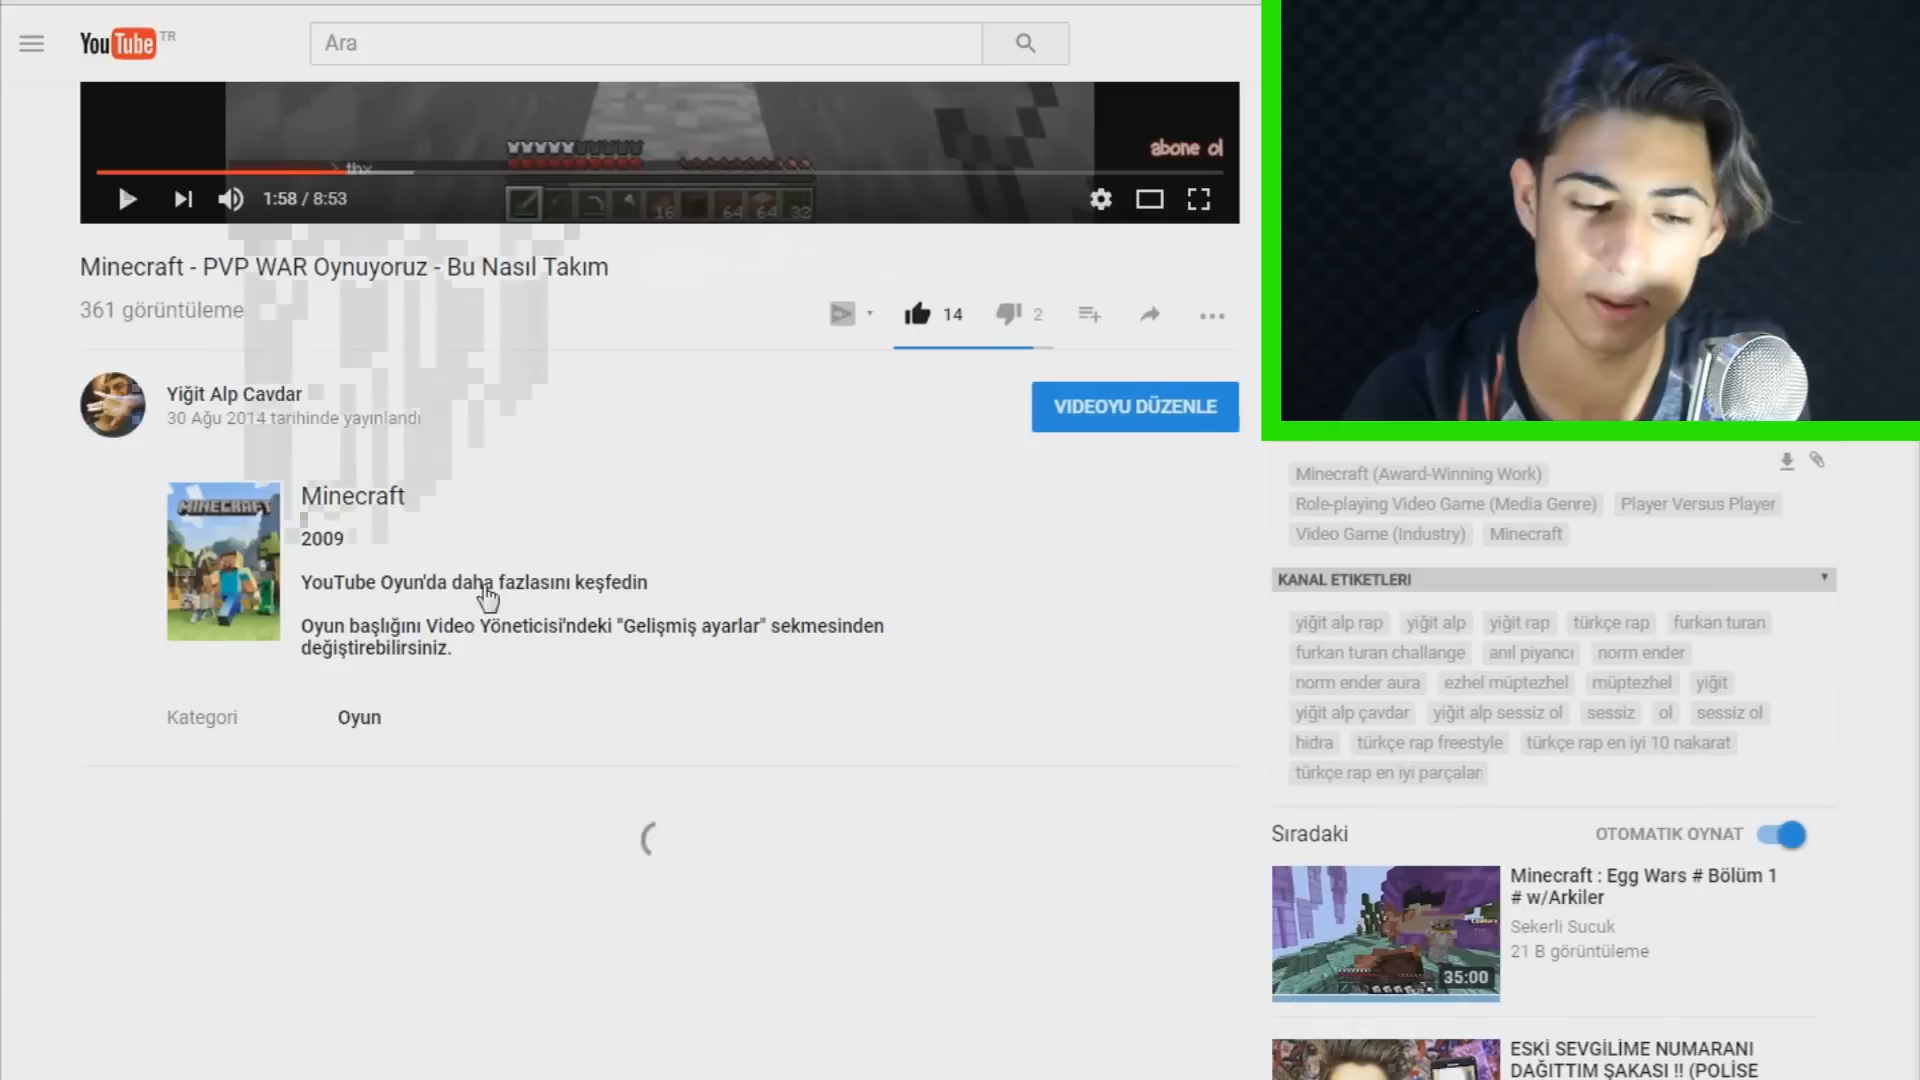 YouTube TR
Ara
abone ol
thx
1:58 / 8:53
16
64
64
32
Minecraft - PVP WAR Oynuyoruz - Bu Nasıl Takım
361 görüntüleme
14
2
Yiğit Alp Cavdar
30 Ağu 2014 tarihinde yayınlandı
VIDEOYU DÜZENLE
MINECRAFT
Minecraft
2009
YouTube Oyun'da daha fazlasını keşfedin
Oyun başlığını Video Yöneticisi'ndeki "Gelişmiş ayarlar" sekmesinden
değiştirebilirsiniz.
Kategori Oyun
Minecraft (Award-Winning Work)
Role-playing Video Game (Media Genre) Player Versus Player
Video Game (Industry) Minecraft
KANAL ETIKETLERI
yiğit alp rap yiğit alp yiğit rap türkçe rap furkan turan
furkan turan challange anıl piyancı norm ender
norm ender aura ezhel müptezhel müptezhel yiğit
yiğit alp çavdar yiğit alp sessiz ol sessiz ol sessiz ol
hidra türkçe rap freestyle türkçe rap en iyi 10 nakarat
türkçe rap en iyi parçalar
Sıradaki OTOMATIK OYNAT
Minecraft : Egg Wars # Bölüm 1
# w/Arkiler
Sekerli Sucuk
21 B görüntüleme
35:00
ESKİ SEVGİLİME NUMARANI
DAĞITTIM ŞAKASI !! (POLİSE